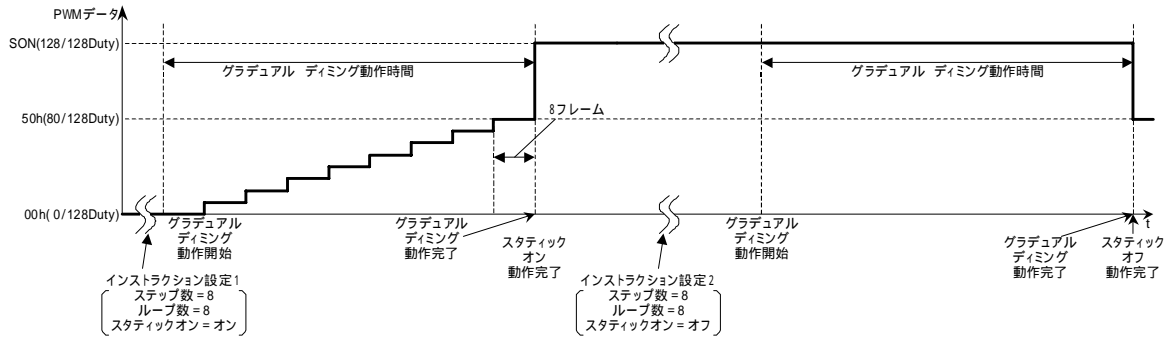 PWMデータ
SON(128/128Duty)
グラデュアル ディミング動作時間
グラデュアル ディミング動作時間
8フレーム
50h(80/128Duty)
00h( 0/128Duty)
t
グラデュアル
ディミング
動作開始
グラデュアル
ディミング
動作完了
スタティック
オン
動作完了
グラデュアル
ディミング
動作開始
グラデュアル
ディミング
動作完了
スタティック
オフ
動作完了
インストラクション設定1
ステップ数=8
ループ数=8
スタティックオン=オン
インストラクション設定2
ステップ数=8
ループ数=8
スタティックオン=オフ